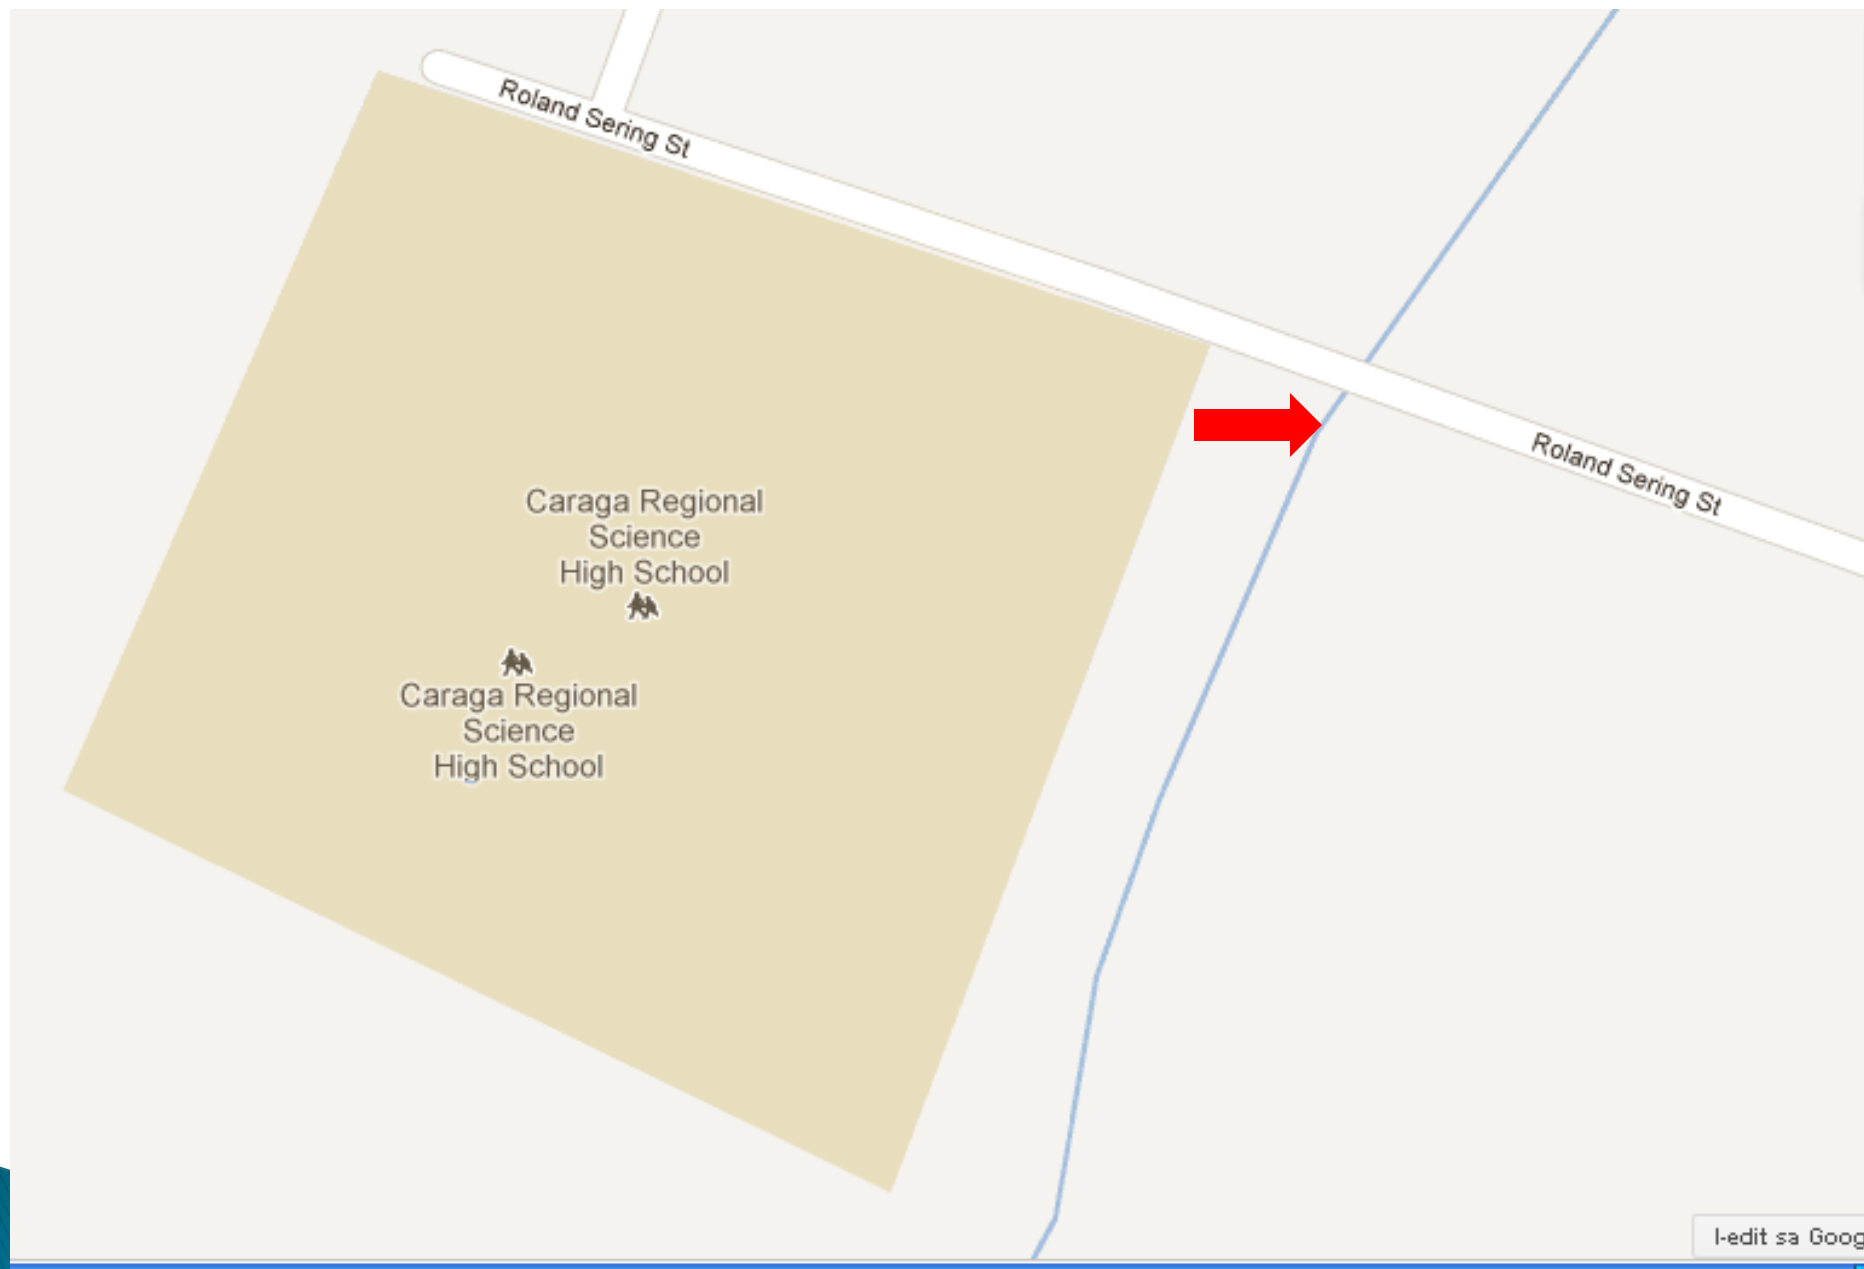 Roland Sering St
Roland Sering St
Caraga Regional
Science
High School
Caraga Regional
Science
High School
I-edit sa Goog